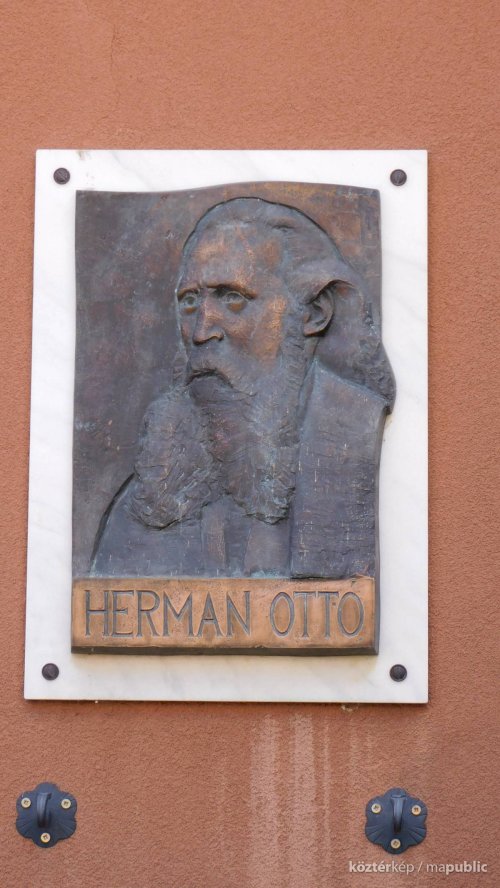 HERMAN OTTÓ
köztérkép / mapublic